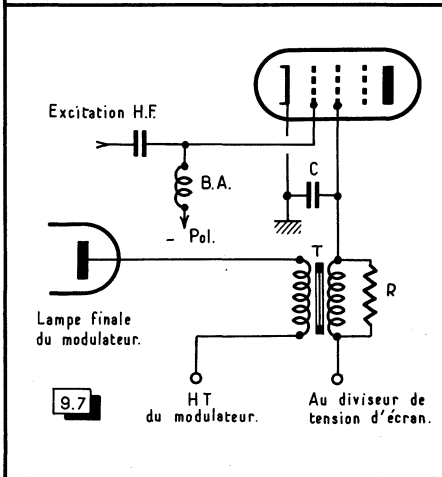 Excitation H.F.
C
B.A.
- Pol.
T
R
Lampe finale
du modulateur.
HT
du modulateur.
Au diviseur de
tension d'écran.
9.7